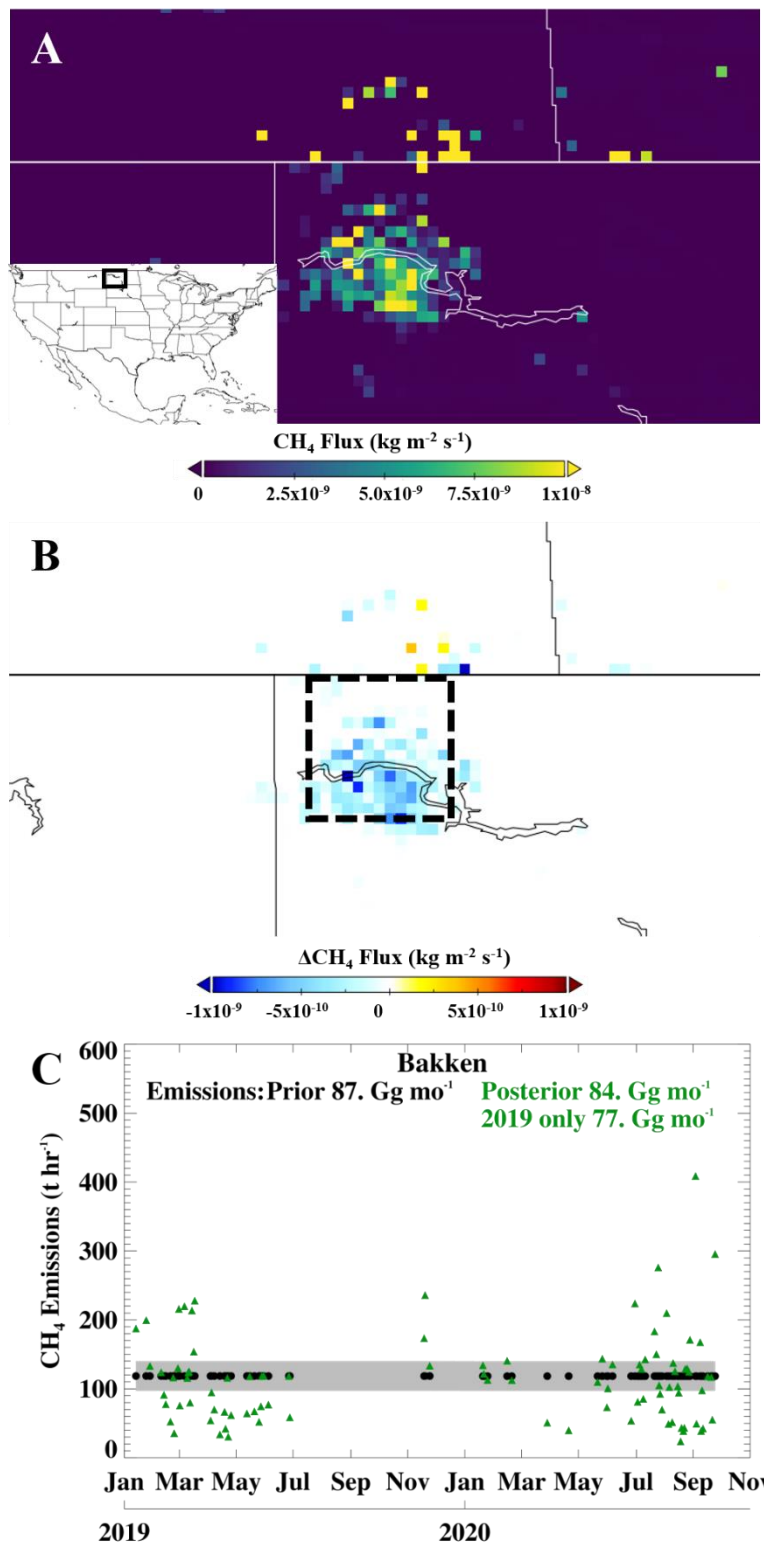 A
CH₄ Flux (kg m⁻² s⁻¹)
0 2.5x10⁻⁹ 5.0x10⁻⁹ 7.5x10⁻⁹ 1x10⁻⁸
B
ΔCH₄ Flux (kg m⁻² s⁻¹)
-1x10⁻⁹ -5x10⁻¹⁰ 0 5x10⁻¹⁰ 1x10⁻⁹
C
Bakken
Emissions:Prior 87. Gg mo⁻¹ Posterior 84. Gg mo⁻¹
2019 only 77. Gg mo⁻¹
CH₄ Emissions (t hr⁻¹)
600
500
400
300
200
100
0
Jan Mar May Jul Sep Nov Jan Mar May Jul Sep Nov
2019 2020